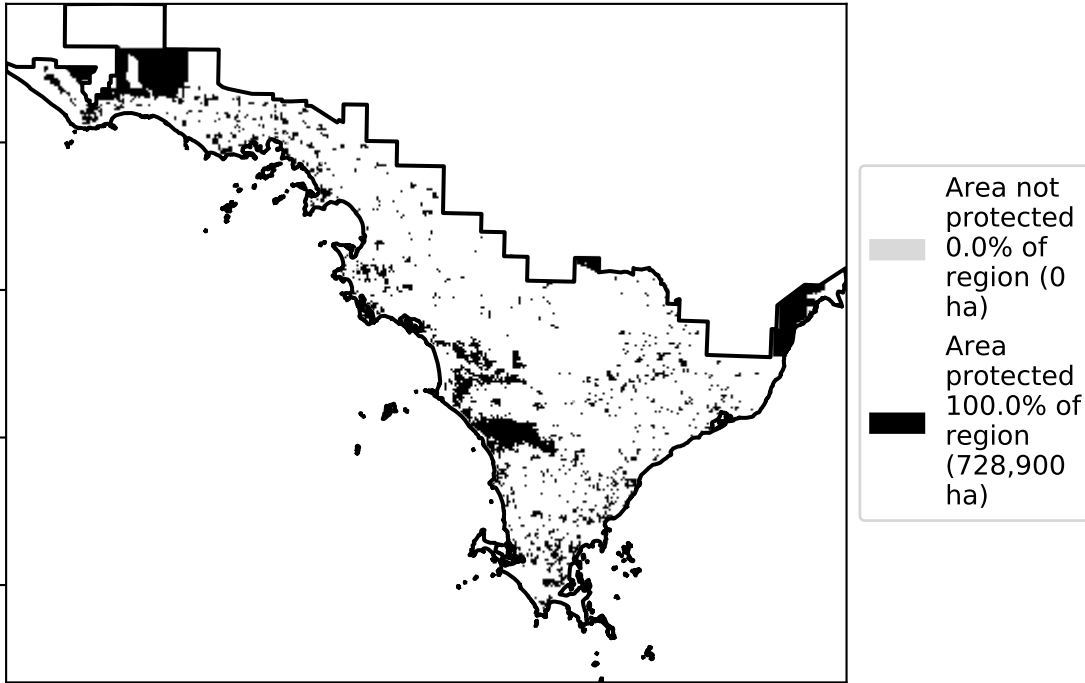 Area not
protected
0.0% of
region (0
ha)
Area
protected
100.0% of
region
(728,900
ha)